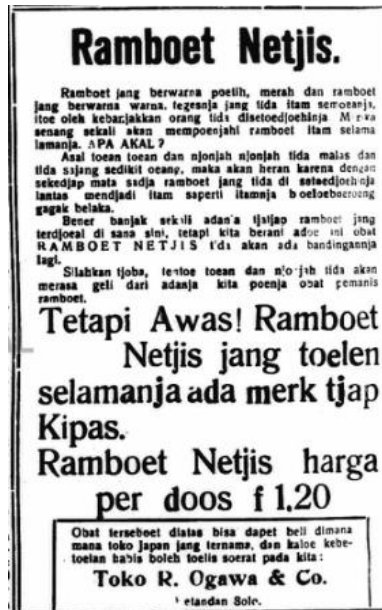 Ramboet Netjis.
Ramboet jang berwarna poetih, merah dan ramboet
jang berwarna warna, tegesnja jang tida itam semoeanja,
itoe oleh kebanjakkan orang tida disetoedjoehinja
senang sekali akan mempoenjahi ramboet itam selama
lamanja. APA AKAL?
Asal toean toean dan njonjah njonjah tida malas dan
tida sajang sedikit oeang, maka akan heran karena dengan
sekedjap mata sadja ramboet jang tida di
lantas mendjadi itam saperti itamnja
gagak belaka.
Bener banjak sekali adan'a ramboet jang
terdjoeal di sana sini, tetapi kita berani adoe ini obat
RAMBOET NETJIS tida akan ada bandingannja
lagi.
Silahkan tjoba, tentoe toean dan tida akan
merasa geli dari adanja kita poenja obat pemanis
ramboet.
Tetapi Awas! Ramboet
Netjis jang toelen
selamanja ada merk tjap
Kipas.
Ramboet Netjis harga
per doos f 1.20
Obat terseboet diatas bisa dapet beli dimana
mana toko Japan jang ternama, dan kaloe kebe-
toelan habis boleh toelis soerat pada kita:
Toko R. Ogawa & Co.
Solo.